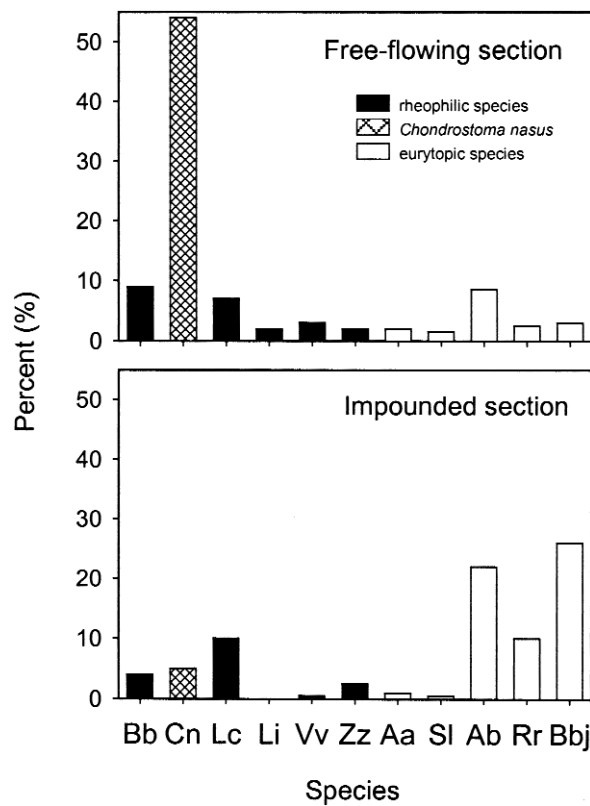 Free-flowing section
rheophilic species
Chondrostoma nasus
eurytopic species
50
40
30
20
10
0
Percent (%)
Impounded section
50
40
30
20
10
0
Bb Cn Lc Li Vv Zz Aa Sl Ab Rr Bbj
Species